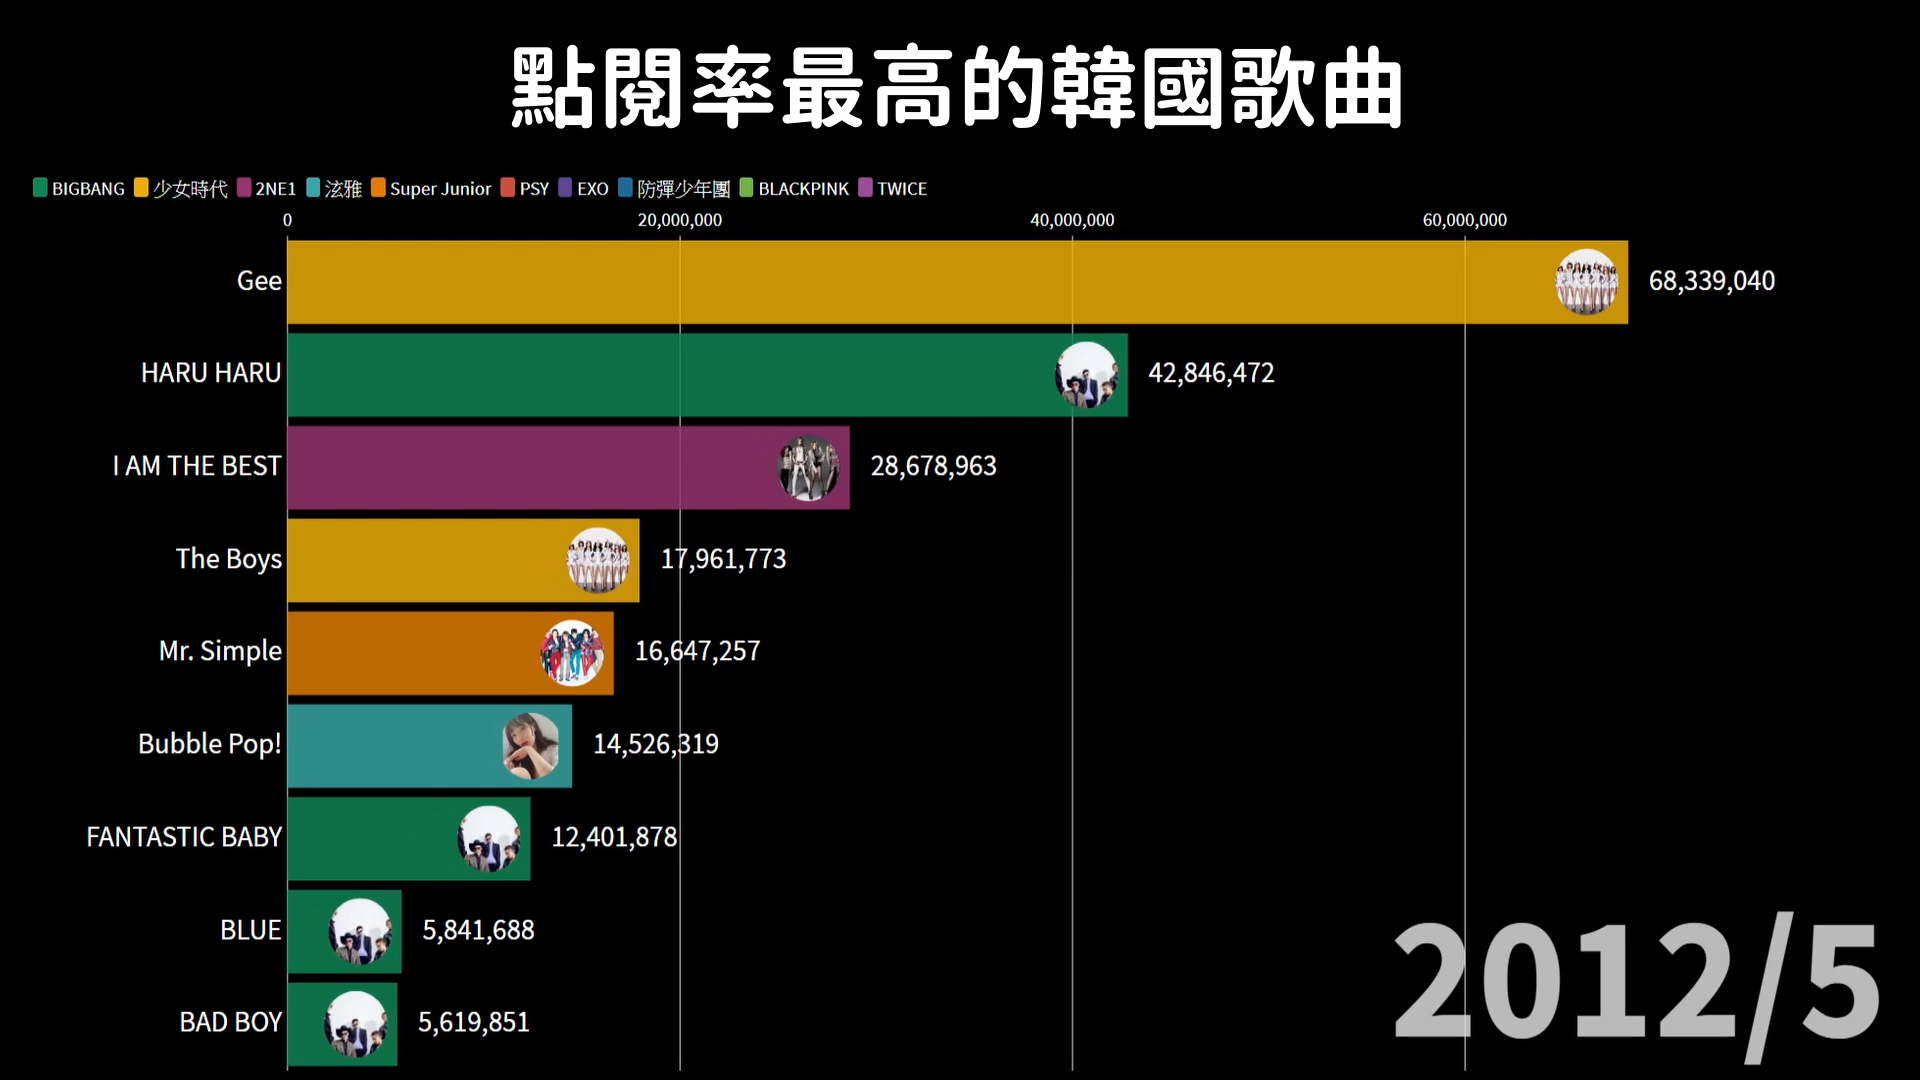 點閱率最高的韓國歌曲
BIGBANG 少女時代 2NE1 泫雅 Super Junior PSY EXO 防彈少年團 BLACKPINK TWICE
0 20,000,000 40,000,000 60,000,000
Gee 68,339,040
HARU HARU 42,846,472
I AM THE BEST 28,678,963
The Boys 17,961,773
Mr. Simple 16,647,257
Bubble Pop! 14,526,319
FANTASTIC BABY 12,401,878
BLUE 5,841,688
BAD BOY 5,619,851
2012/5